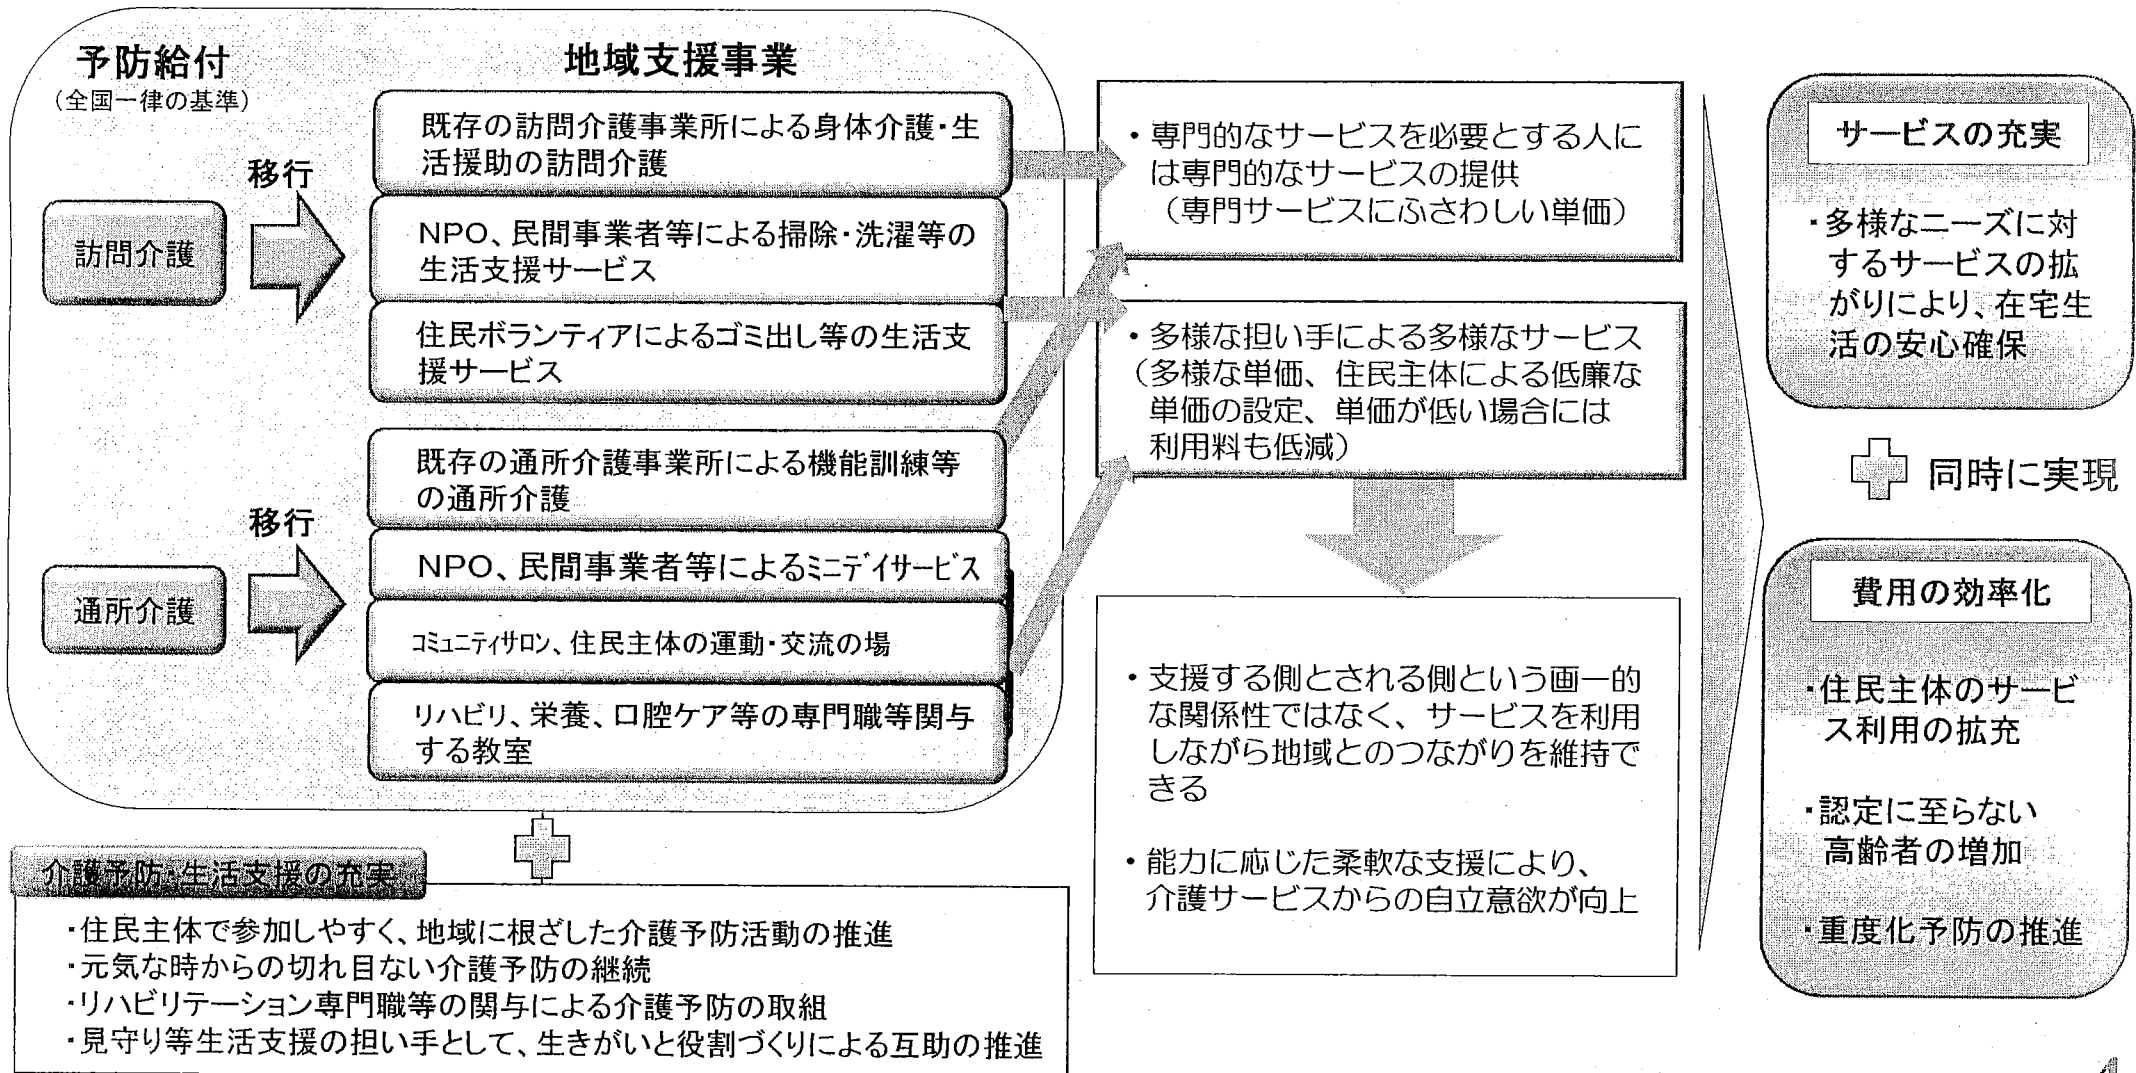 予防給付
(全国一律の基準)
地域支援事業
訪問介護
移行
既存の訪問介護事業所による身体介護・生
活援助の訪問介護
NPO、民間事業者等による掃除・洗濯等の
生活支援サービス
住民ボランティアによるゴミ出し等の生活支
援サービス
通所介護
移行
既存の通所介護事業所による機能訓練等
の通所介護
NPO、民間事業者等によるミニデイサービス
コミュニティサロン、住民主体の運動・交流の場
リハビリ、栄養、口腔ケア等の専門職等関与
する教室
介護予防・生活支援の充実
・住民主体で参加しやすく、地域に根ざした介護予防活動の推進
・元気な時からの切れ目ない介護予防の継続
・リハビリテーション専門職等の関与による介護予防の取組
・見守り等生活支援の担い手として、生きがいと役割づくりによる互助の推進
・専門的なサービスを必要とする人に
は専門的なサービスの提供
(専門サービスにふさわしい単価)
・多様な担い手による多様なサービス
(多様な単価、住民主体による低廉な
単価の設定、単価が低い場合には
利用料も低減)
・支援する側とされる側という画一的
な関係性ではなく、サービスを利用
しながら地域とのつながりを維持で
きる
・能力に応じた柔軟な支援により、
介護サービスからの自立意欲が向上
サービスの充実
・多様なニーズに対
するサービスの拡
がりにより、在宅生
活の安心確保
同時に実現
費用の効率化
・住民主体のサービ
ス利用の拡充
・認定に至らない
高齢者の増加
・重度化予防の推進